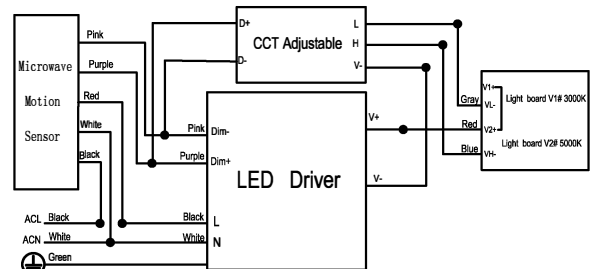 Pink
Purple
Red
White
Black
Microwave
Motion
Sensor
D+
D-
CCT Adjustable
L
H
V-
V1+
VL-
V2+
VH-
Light board V1# 3000K
Light board V2# 5000K
Gray
Red
Blue
Pink
Purple
Black
White
Dim-
Dim+
L
N
LED Driver
V+
V-
ACL Black
ACN White
Green